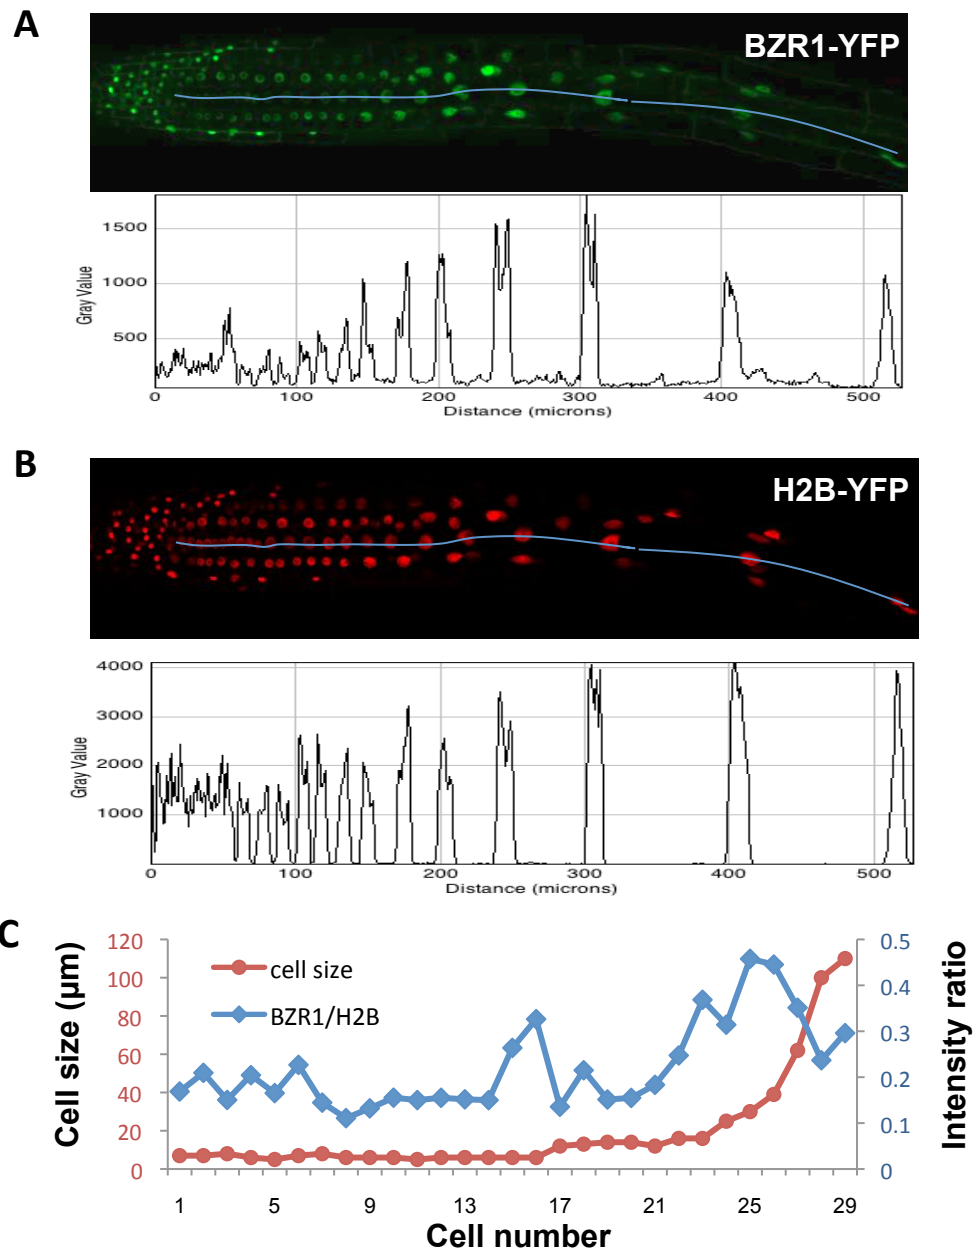 A
BZR1-YFP
1500
1000
500
Gray Value
0 100 200 300 400 500
Distance (microns)
B
H2B-YFP
4000
3000
2000
1000
Gray Value
0 100 200 300 400 500
Distance (microns)
C
120 0.5
100 0.4
80 0.3
60 0.2
40 0.1
20 0
0
cell size
BZR1/H2B
Cell size (µm)
Intensity ratio
1 5 9 13 17 21 25 29
Cell number